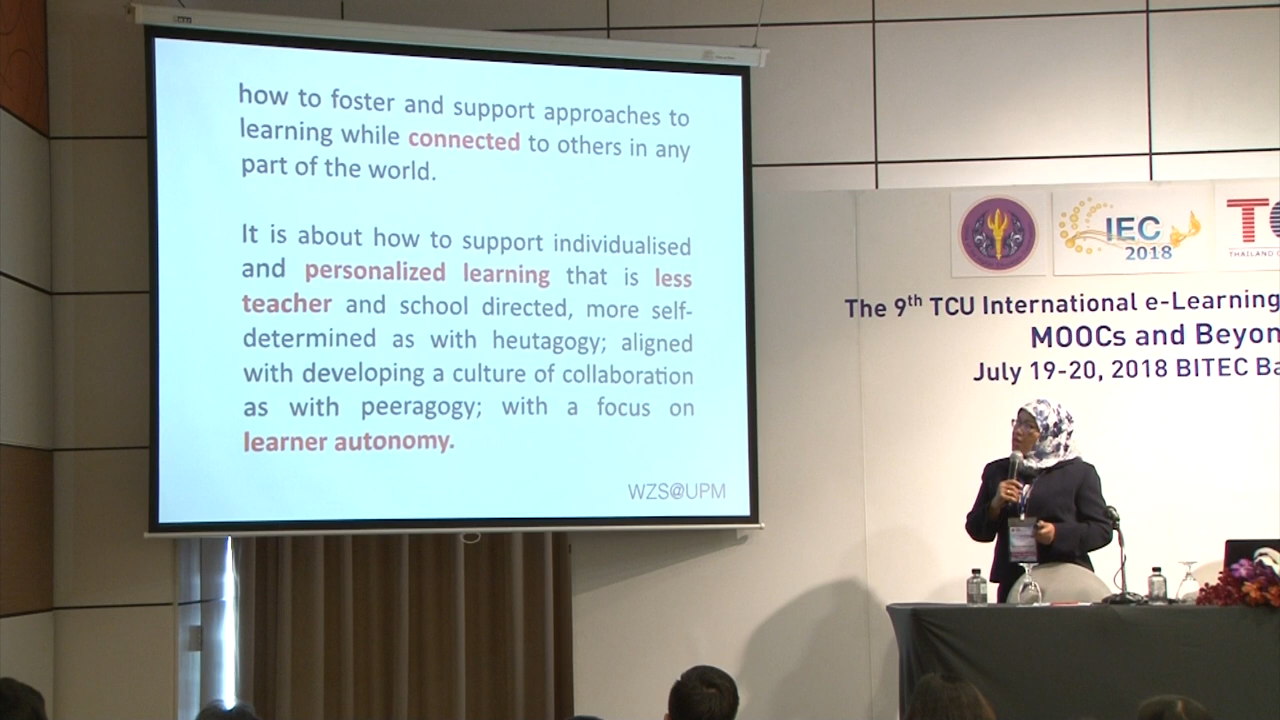 how to foster and support approaches to
learning while connected to others in any
part of the world.
It is about how to support individualised
and personalized learning that is less
teacher and school directed, more self-
determined as with heutagogy; aligned
with developing a culture of collaboration
as with peeragogy; with a focus on
learner autonomy.
WZS@UPM
IEC
2018
THAILAND
The 9th TCU International e-Learning
MOOCs and Beyon
July 19-20, 2018 BITEC Ba